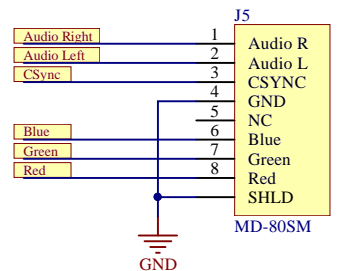 J5
Audio Right 1 Audio R
Audio Left 2 Audio L
CSync 3 CSYNC
4 GND
5 NC
Blue 6 Blue
Green 7 Green
Red 8 Red
SHLD
MD-80SM
GND